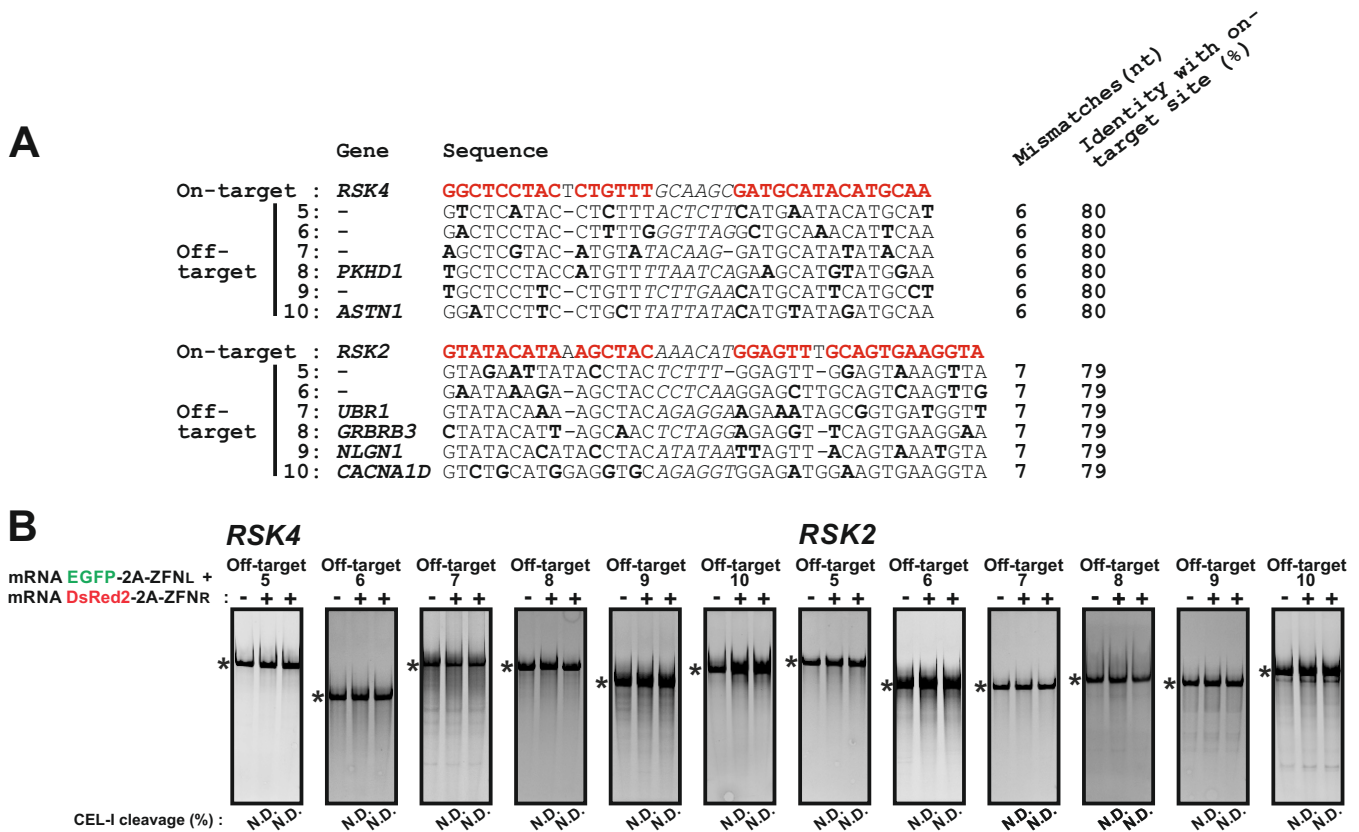 A
Mismatches(nt)
Identity with on-
target site (%)
Gene Sequence
On-target : RSK4 GGCTCCTACTCTGTTTGCAAGCGATGCATACATGCAA
5: – GTCTCATAC–CTCTTTACTCTTCATGAATACATGCAT 6 80
6: – GACTCCTAC–CTTTTGGGTTAGGCTGCAAACATTCAA 6 80
Off- 7: – AGCTCGTAC–ATGTATACAAG–GATGCATATATACAA 6 80
target 8: PKHD1 TGCTCCTACCATGTTTTTAATCAGAAGCATGTATGGAA 6 80
9: – TGCTCCTTC–CTGTTTCTTGAACATGCATTCATGCCT 6 80
10: ASTN1 GGATCCTTC–CTGCTTATTATACATGTATAGATGCAA 6 80
On-target : RSK2 GTATACATAAAGCTACAAACATGGAGTTTGCAGTGAAGGTA
5: – GTAGAATTATACCTACTCTTT–GGAGTT–GGAGTAAAGTTA 7 79
6: – GAATAAAGA–AGCTACCCTCAAGGAGCTTGCAGTCAAGTTG 7 79
Off- 7: UBR1 GTATACAAA–AGCTACAGAGGAAGAAATAGCGGTGATGGTT 7 79
target 8: GRBRB3 CTATACATT–AGCAACTCTAGGAGAGGT–TCAGTGAAGGAA 7 79
9: NLGN1 GTATACACATACCTACATATAATTAGTT–ACAGTAAATGTA 7 79
10: CACNA1D GTCTGCATGGAGGTGCAGAGGTGGAGATGGAAGTGAAGGTA 7 79
B
RSK4 RSK2
mRNA EGFP-2A-ZFNL +
mRNA DsRed2-2A-ZFNR :
Off-target 5 Off-target 6 Off-target 7 Off-target 8 Off-target 9 Off-target 10 Off-target 5 Off-target 6 Off-target 7 Off-target 8 Off-target 9 Off-target 10
- + + - + + - + + - + + - + + - + + - + + - + + - + + - + + - + + - + +
* * * * * * * * * * * *
CEL-I cleavage (%) : N.D. N.D. N.D. N.D. N.D. N.D. N.D. N.D. N.D. N.D. N.D. N.D. N.D. N.D. N.D. N.D. N.D. N.D. N.D. N.D. N.D. N.D. N.D. N.D.